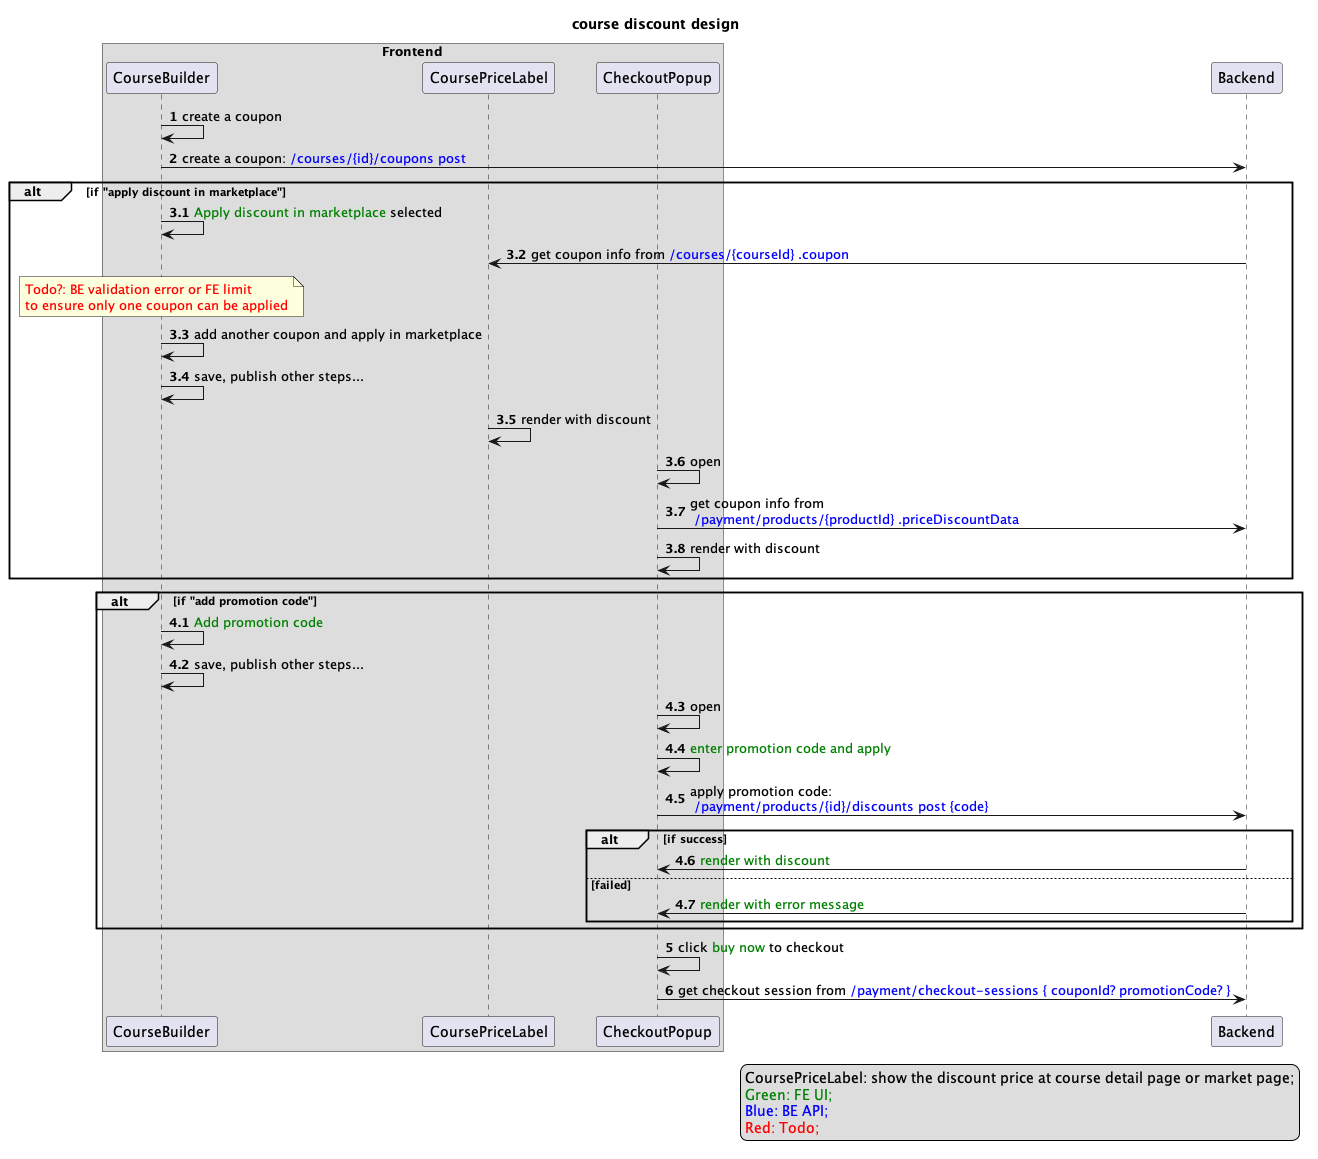 course discount design
Frontend
CourseBuilder
CoursePriceLabel
CheckoutPopup
Backend
1 create a coupon
2 create a coupon: /courses/{id}/coupons post
alt
[if "apply discount in marketplace"]
3.1 Apply discount in marketplace selected
3.2 get coupon info from /courses/{courseId} .coupon
Todo?: BE validation error or FE limit
to ensure only one coupon can be applied
3.3 add another coupon and apply in marketplace
3.4 save, publish other steps...
3.5 render with discount
3.6 open
3.7 get coupon info from
/payment/products/{productId} .priceDiscountData
3.8 render with discount
alt
[if "add promotion code"]
4.1 Add promotion code
4.2 save, publish other steps...
4.3 open
4.4 enter promotion code and apply
4.5 apply promotion code:
/payment/products/{id}/discounts post {code}
alt
[if success]
4.6 render with discount
[failed]
4.7 render with error message
5 click buy now to checkout
6 get checkout session from /payment/checkout-sessions { couponId? promotionCode? }
CourseBuilder
CoursePriceLabel
CheckoutPopup
Backend
CoursePriceLabel: show the discount price at course detail page or market page;
Green: FE UI;
Blue: BE API;
Red: Todo;